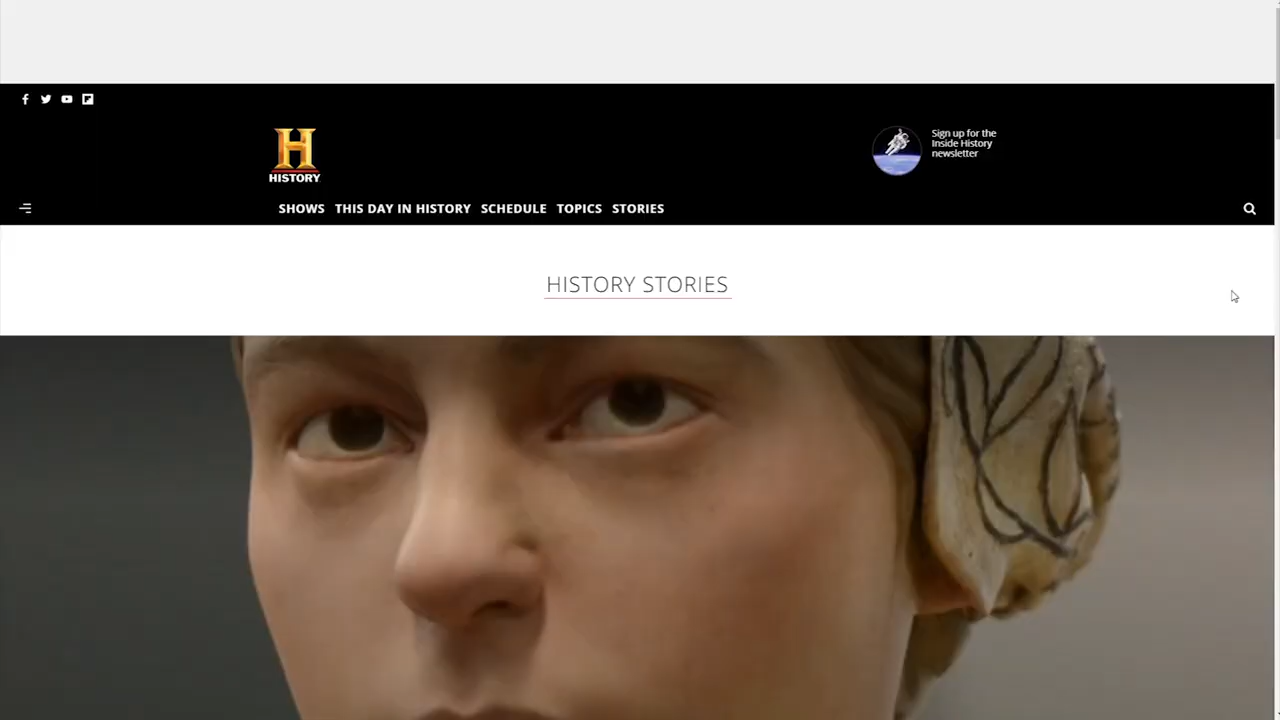 Sign up for the
Inside History
newsletter
H
HISTORY
SHOWS THIS DAY IN HISTORY SCHEDULE TOPICS STORIES
HISTORY STORIES